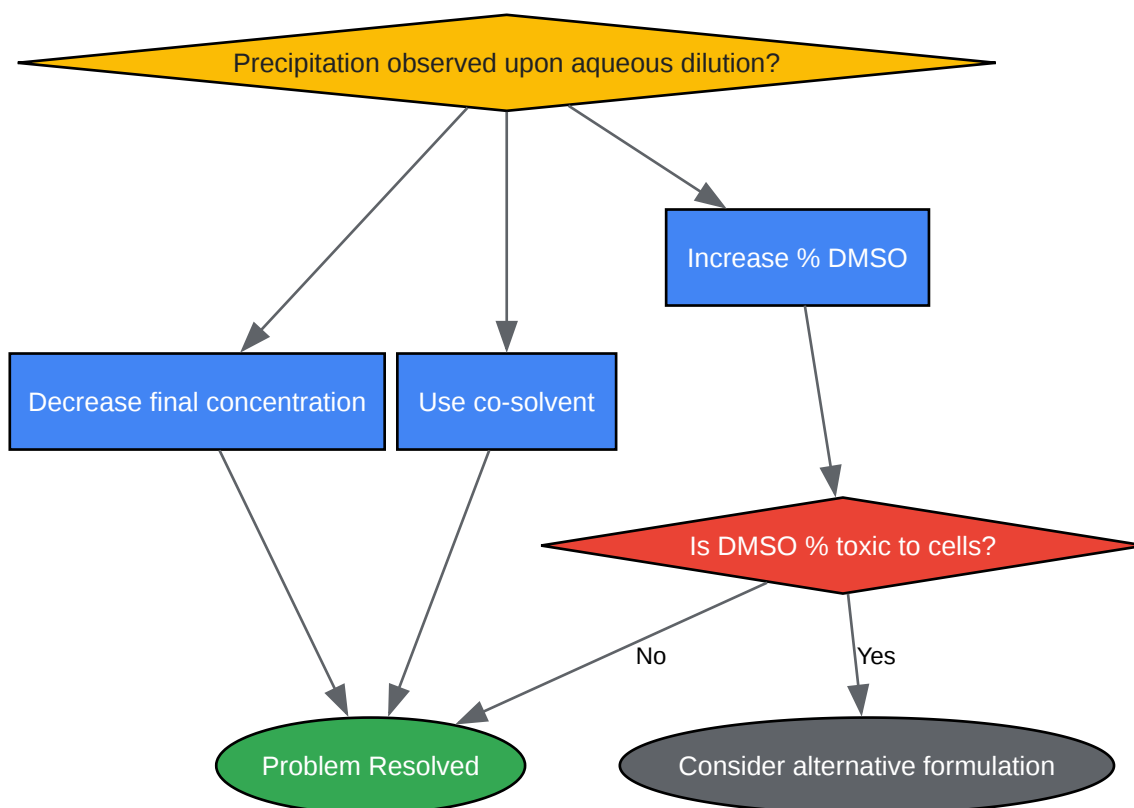 Precipitation observed upon aqueous dilution?
Increase % DMSO
Decrease final concentration
Use co-solvent
Is DMSO % toxic to cells?
No
Yes
Problem Resolved
Consider alternative formulation